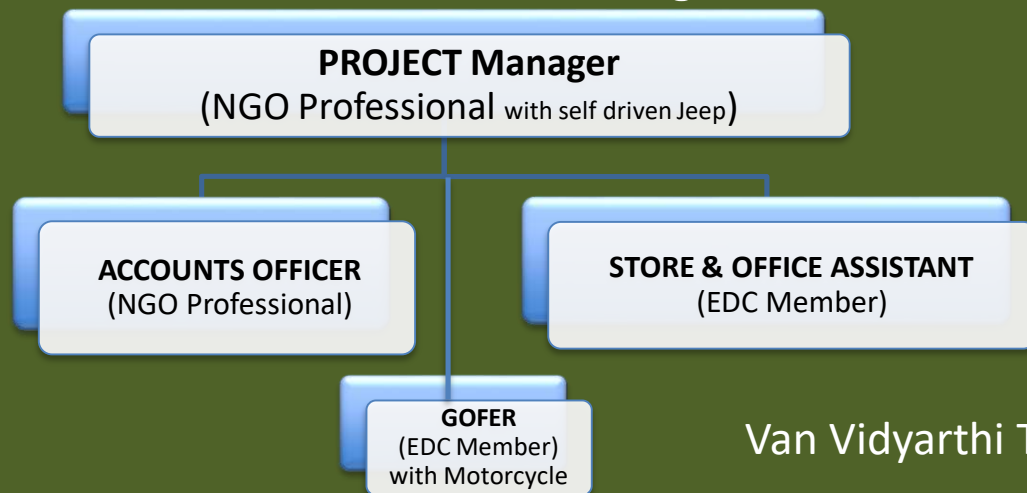 PROJECT Manager
(NGO Professional with self driven Jeep)
ACCOUNTS OFFICER
(NGO Professional)
STORE & OFFICE ASSISTANT
(EDC Member)
GOFER
(EDC Member)
with Motorcycle
Van Vidyarthi